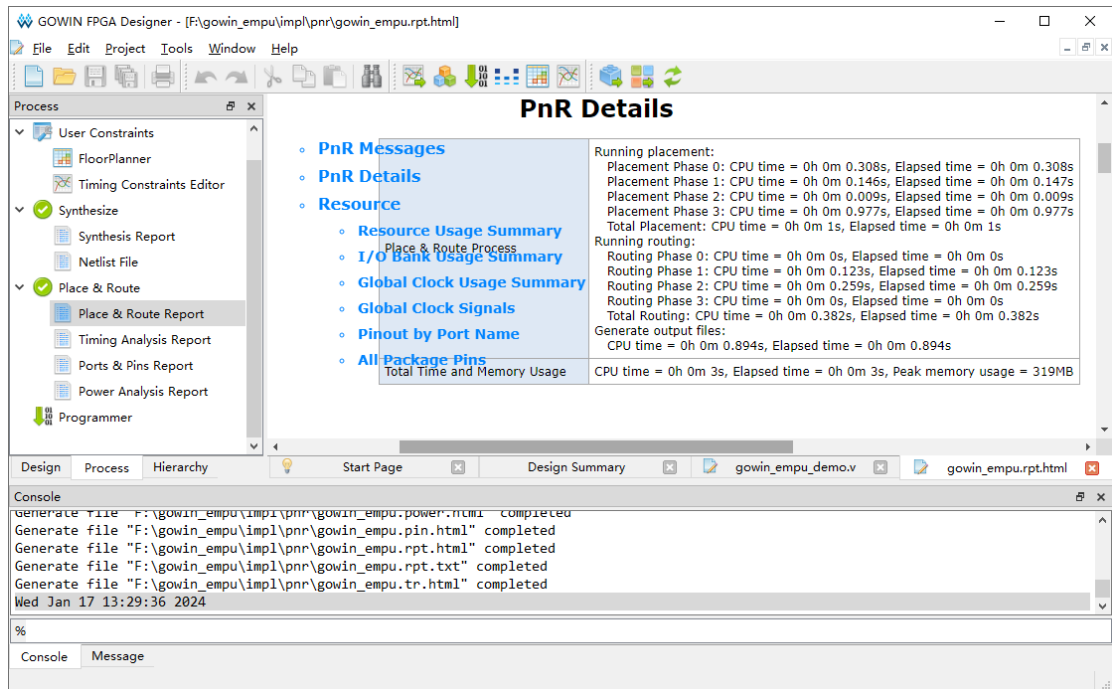 GOWIN FPGA Designer - [F:\gowin_empu\impl\pnr\gowin_empu.rpt.html]
File Edit Project Tools Window Help
Process
User Constraints
FloorPlanner
Timing Constraints Editor
Synthesize
Synthesis Report
Netlist File
Place & Route
Place & Route Report
Timing Analysis Report
Ports & Pins Report
Power Analysis Report
Programmer
Design Process Hierarchy
PnR Details
PnR Messages
PnR Details
Resource
Resource Usage Summary
I/O Bank Usage Summary
Global Clock Usage Summary
Global Clock Signals
Pinout by Port Name
All Package Pins
Place & Route Process
Running placement:
Placement Phase 0: CPU time = 0h 0m 0.308s, Elapsed time = 0h 0m 0.308s
Placement Phase 1: CPU time = 0h 0m 0.146s, Elapsed time = 0h 0m 0.147s
Placement Phase 2: CPU time = 0h 0m 0.009s, Elapsed time = 0h 0m 0.009s
Placement Phase 3: CPU time = 0h 0m 0.977s, Elapsed time = 0h 0m 0.977s
Total Placement: CPU time = 0h 0m 1s, Elapsed time = 0h 0m 1s
Running routing:
Routing Phase 0: CPU time = 0h 0m 0s, Elapsed time = 0h 0m 0s
Routing Phase 1: CPU time = 0h 0m 0.123s, Elapsed time = 0h 0m 0.123s
Routing Phase 2: CPU time = 0h 0m 0.259s, Elapsed time = 0h 0m 0.259s
Routing Phase 3: CPU time = 0h 0m 0s, Elapsed time = 0h 0m 0s
Total Routing: CPU time = 0h 0m 0.382s, Elapsed time = 0h 0m 0.382s
Generate output files:
CPU time = 0h 0m 0.894s, Elapsed time = 0h 0m 0.894s
Total Time and Memory Usage CPU time = 0h 0m 3s, Elapsed time = 0h 0m 3s, Peak memory usage = 319MB
Start Page Design Summary gowin_empu_demo.v gowin_empu.rpt.html
Console
Generate file "F:\gowin_empu\impl\pnr\gowin_empu.power.html" completed
Generate file "F:\gowin_empu\impl\pnr\gowin_empu.pin.html" completed
Generate file "F:\gowin_empu\impl\pnr\gowin_empu.rpt.html" completed
Generate file "F:\gowin_empu\impl\pnr\gowin_empu.rpt.txt" completed
Generate file "F:\gowin_empu\impl\pnr\gowin_empu.tr.html" completed
Wed Jan 17 13:29:36 2024
%
Console Message